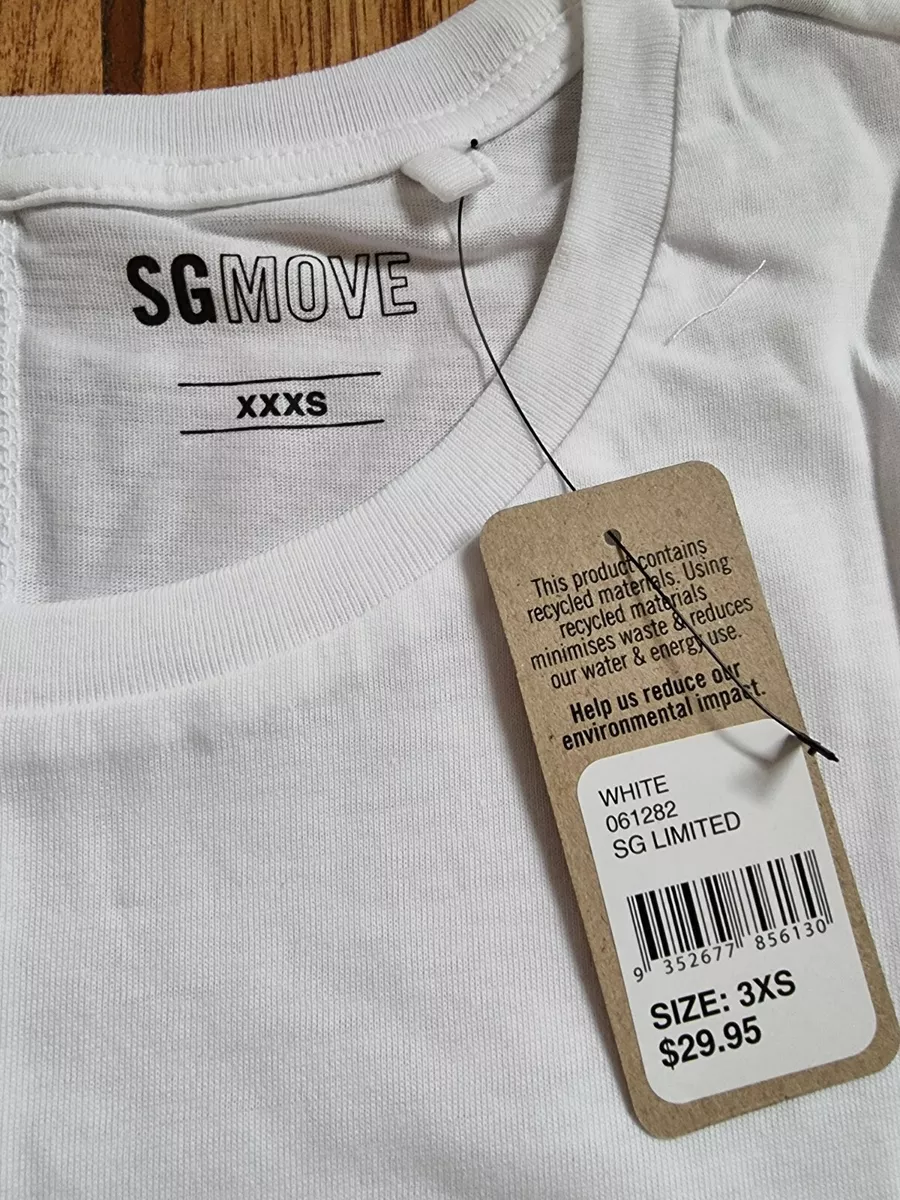 SGMOVE
XXXS
This product contains
recycled materials. Using
recycled materials
minimises waste & reduces
our water & energy use.
Help us reduce our
environmental impact.
WHITE
061282
SG LIMITED
9 352677 856130
SIZE: 3XS
$29.95